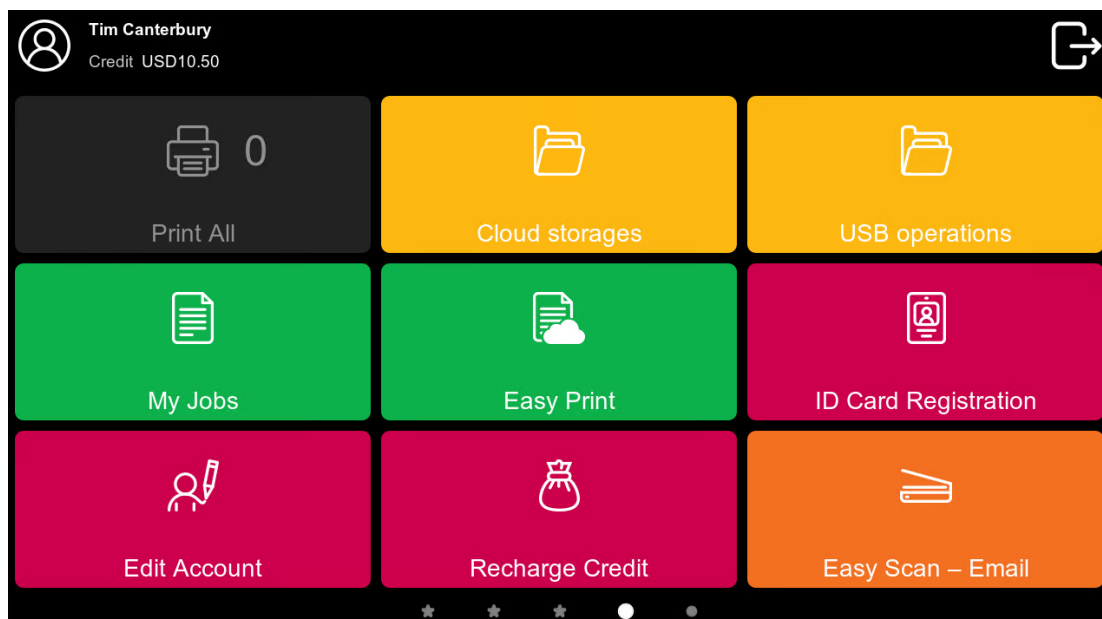 Tim Canterbury
Credit USD10.50
0
Print All
Cloud storages
USB operations
My Jobs
Easy Print
ID Card Registration
Edit Account
Recharge Credit
Easy Scan – Email